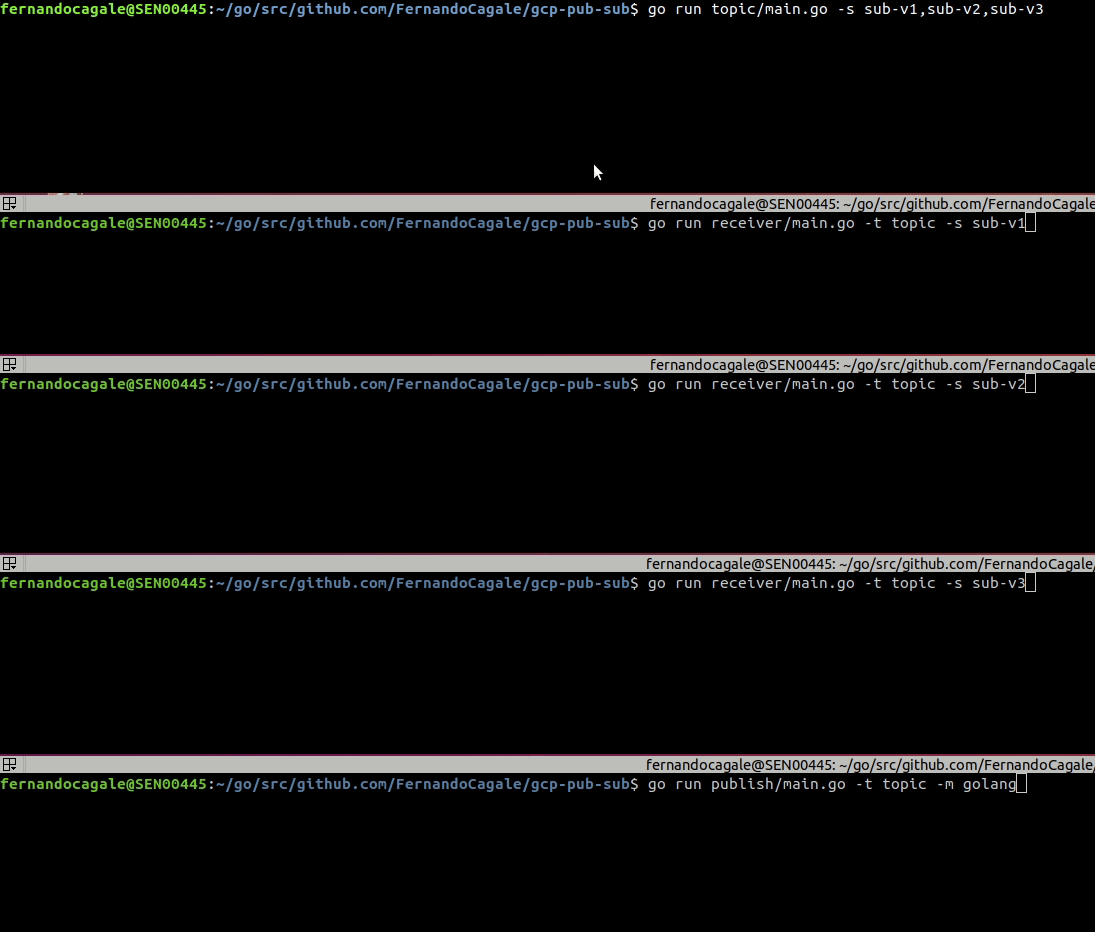 fernandocagale@SEN00445:~/go/src/github.com/FernandoCagale/gcp-pub-sub$ go run topic/main.go -s sub-v1,sub-v2,sub-v3
fernandocagale@SEN00445: ~/go/src/github.com/FernandoCagale
fernandocagale@SEN00445:~/go/src/github.com/FernandoCagale/gcp-pub-sub$ go run receiver/main.go -t topic -s sub-v1
fernandocagale@SEN00445: ~/go/src/github.com/FernandoCagale
fernandocagale@SEN00445:~/go/src/github.com/FernandoCagale/gcp-pub-sub$ go run receiver/main.go -t topic -s sub-v2
fernandocagale@SEN00445: ~/go/src/github.com/FernandoCagale/
fernandocagale@SEN00445:~/go/src/github.com/FernandoCagale/gcp-pub-sub$ go run receiver/main.go -t topic -s sub-v3
fernandocagale@SEN00445: ~/go/src/github.com/FernandoCagale/
fernandocagale@SEN00445:~/go/src/github.com/FernandoCagale/gcp-pub-sub$ go run publish/main.go -t topic -m golang